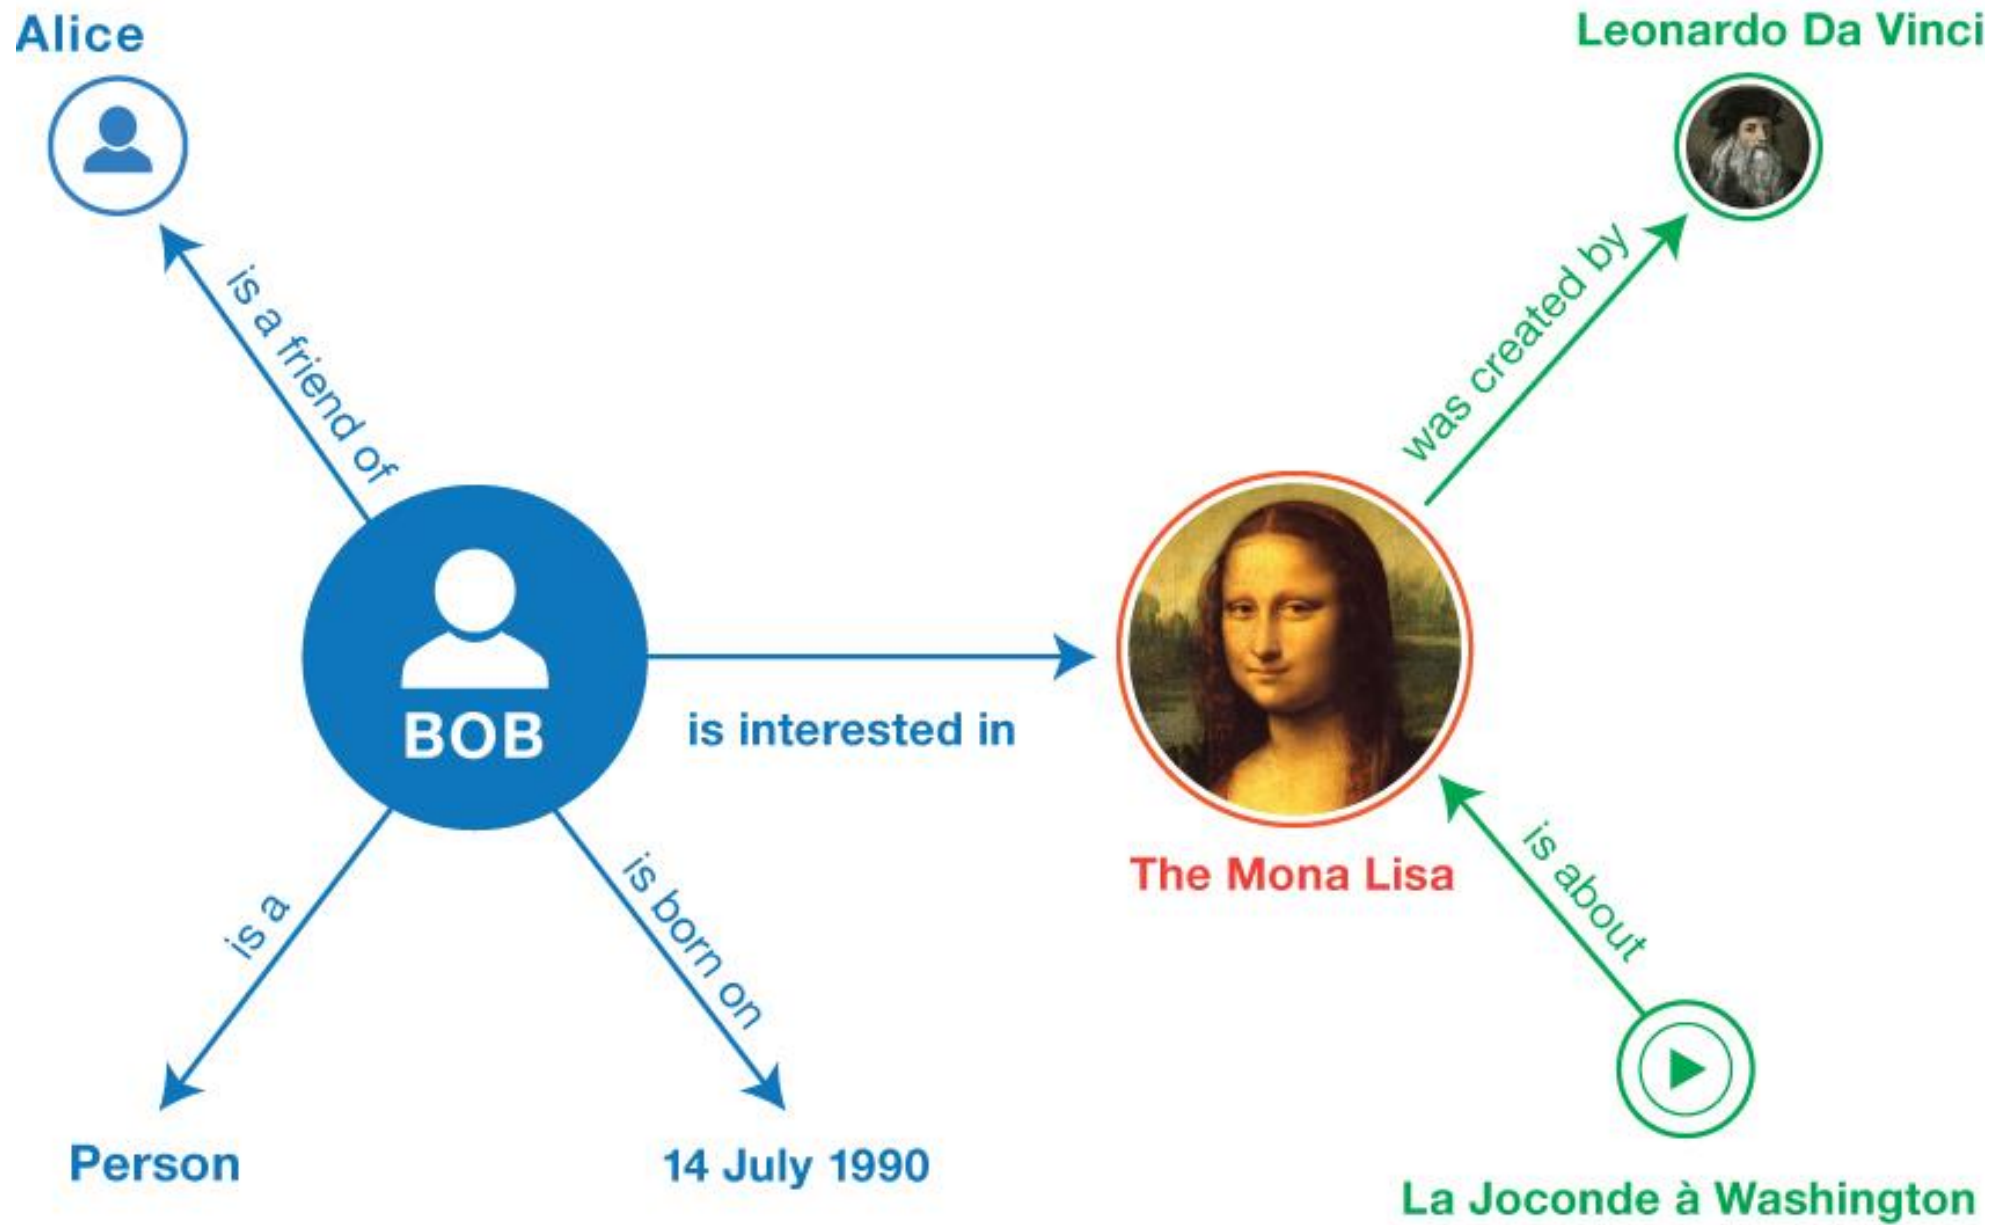 Alice
Leonardo Da Vinci
is a friend of
was created by
BOB
is interested in
The Mona Lisa
is a
is born on
is about
Person
14 July 1990
La Joconde à Washington